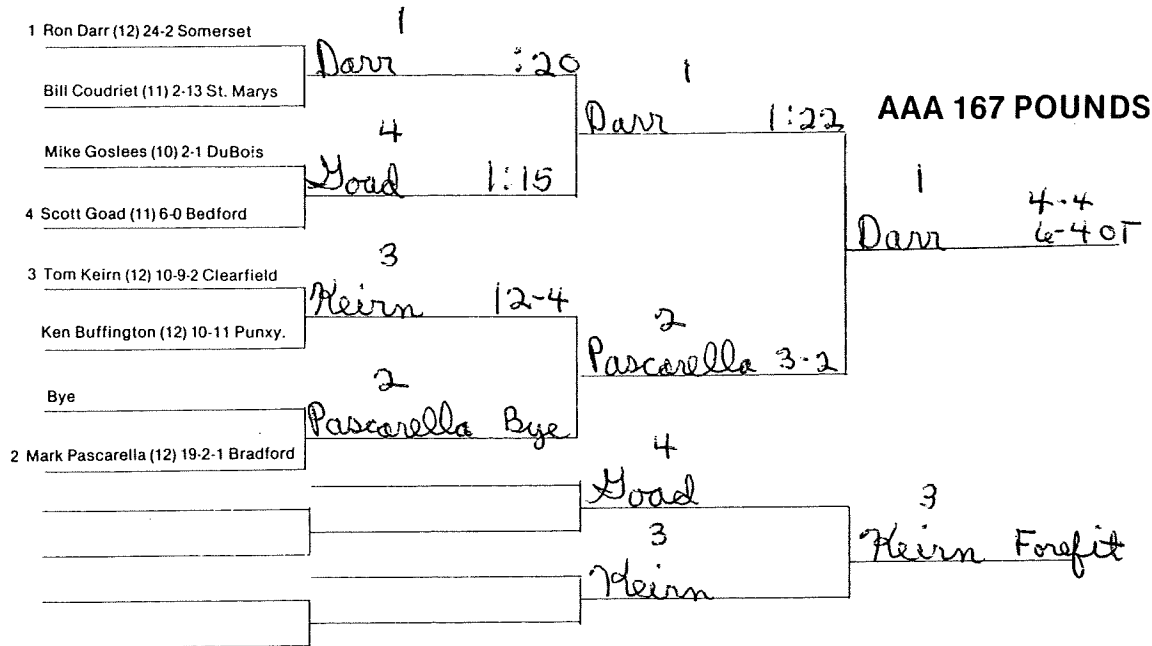 1 Ron Darr (12) 24-2 Somerset
Bill Coudriet (11) 2-13 St. Marys
Mike Goslees (10) 2-1 DuBois
4 Scott Goad (11) 6-0 Bedford
3 Tom Keirn (12) 10-9-2 Clearfield
Ken Buffington (12) 10-11 Punxy.
Bye
2 Mark Pascarella (12) 19-2-1 Bradford
1
Darr :20
4
Goad 1:15
3
Keirn 12-4
2
Pascarella Bye
1
Darr 1:22
2
Pascarella 3-2
4
Goad
3
Keirn
AAA 167 POUNDS
1
4-4
Darr 6-4 OT
3
Keirn Forefit